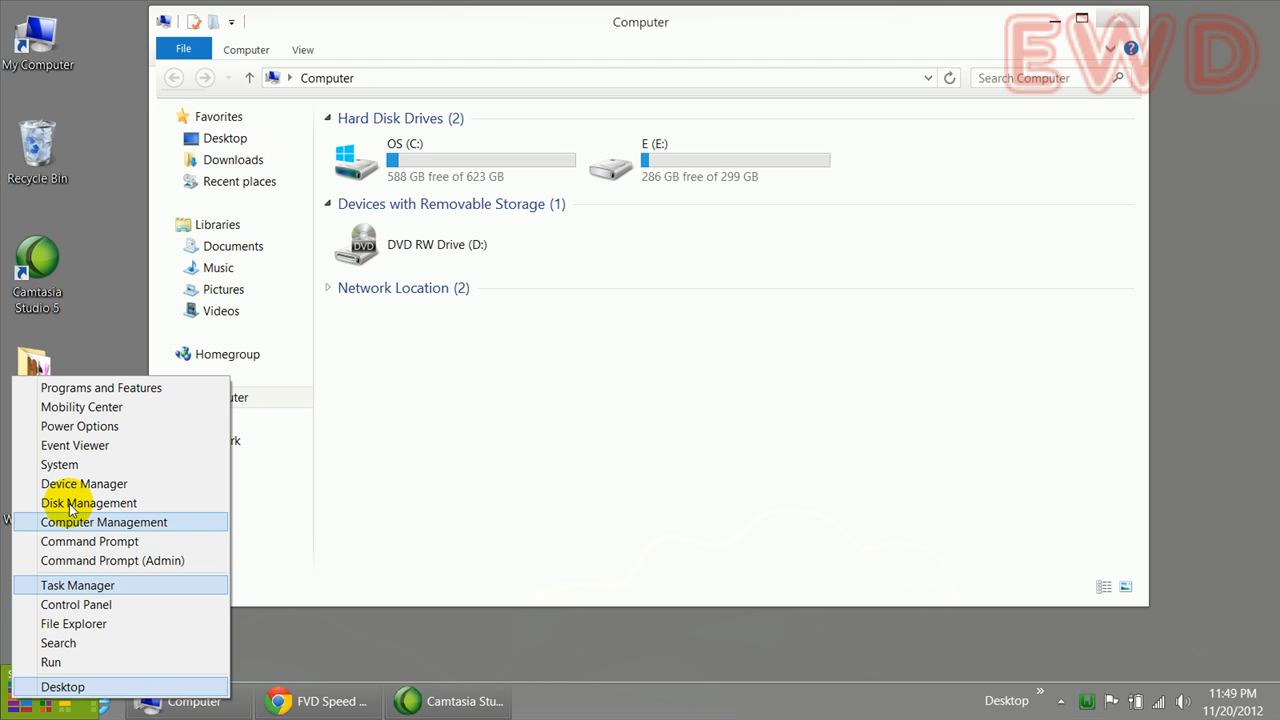 My Computer
Recycle Bin
Camtasia
Studio 5
Computer
File
Computer
View
Computer
Search Computer
EWD
Favorites
Desktop
Downloads
Recent places
Libraries
Documents
Music
Pictures
Videos
Homegroup
uter
rk
Hard Disk Drives (2)
OS (C:)
588 GB free of 623 GB
E (E:)
286 GB free of 299 GB
Devices with Removable Storage (1)
DVD
DVD RW Drive (D:)
Network Location (2)
Programs and Features
Mobility Center
Power Options
Event Viewer
System
Device Manager
Disk Management
Computer Management
Command Prompt
Command Prompt (Admin)
Task Manager
Control Panel
File Explorer
Search
Run
Desktop
Computer
FVD Speed ...
Camtasia Stu...
Desktop
11:49 PM
11/20/2012